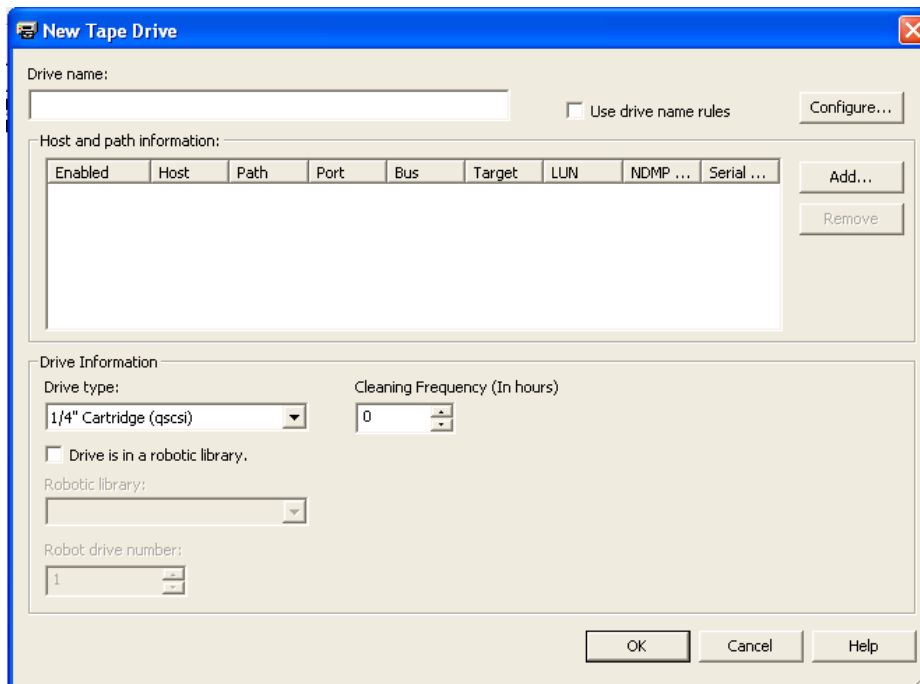 New Tape Drive
Drive name:
Use drive name rules
Configure...
Host and path information:
Enabled Host Path Port Bus Target LUN NDMP ... Serial ...
Add...
Remove
Drive Information
Drive type:
Cleaning Frequency (In hours)
1/4" Cartridge (qscsi)
0
Drive is in a robotic library.
Robotic library:
Robot drive number:
1
OK Cancel Help